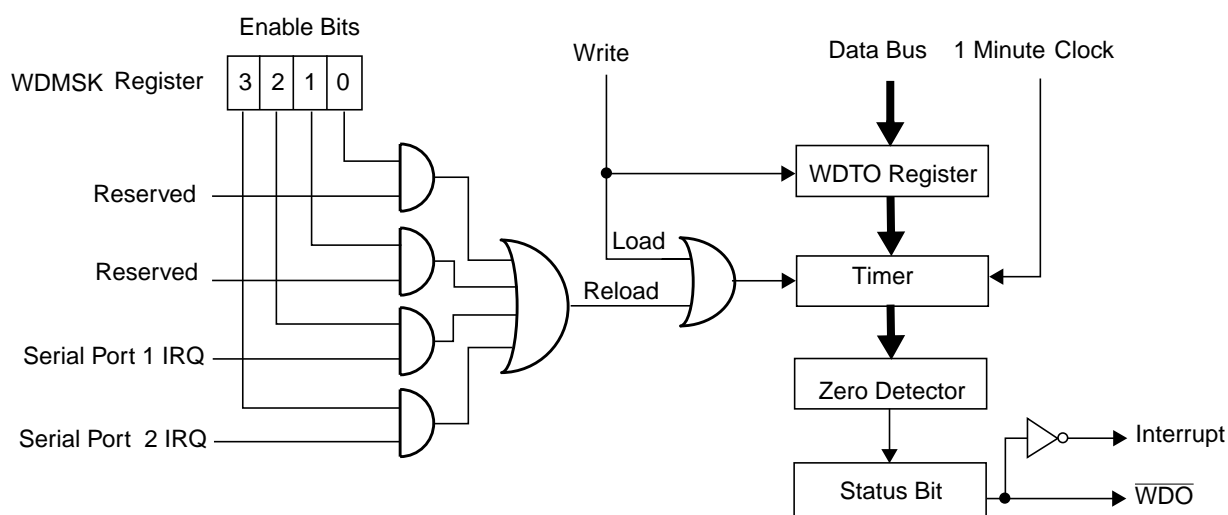 Enable Bits
WDMSK Register
3 2 1 0
Write
Data Bus
1 Minute Clock
Reserved
WDTO Register
Load
Reserved
Reload
Timer
Serial Port 1 IRQ
Zero Detector
Serial Port 2 IRQ
Interrupt
Status Bit
WDO